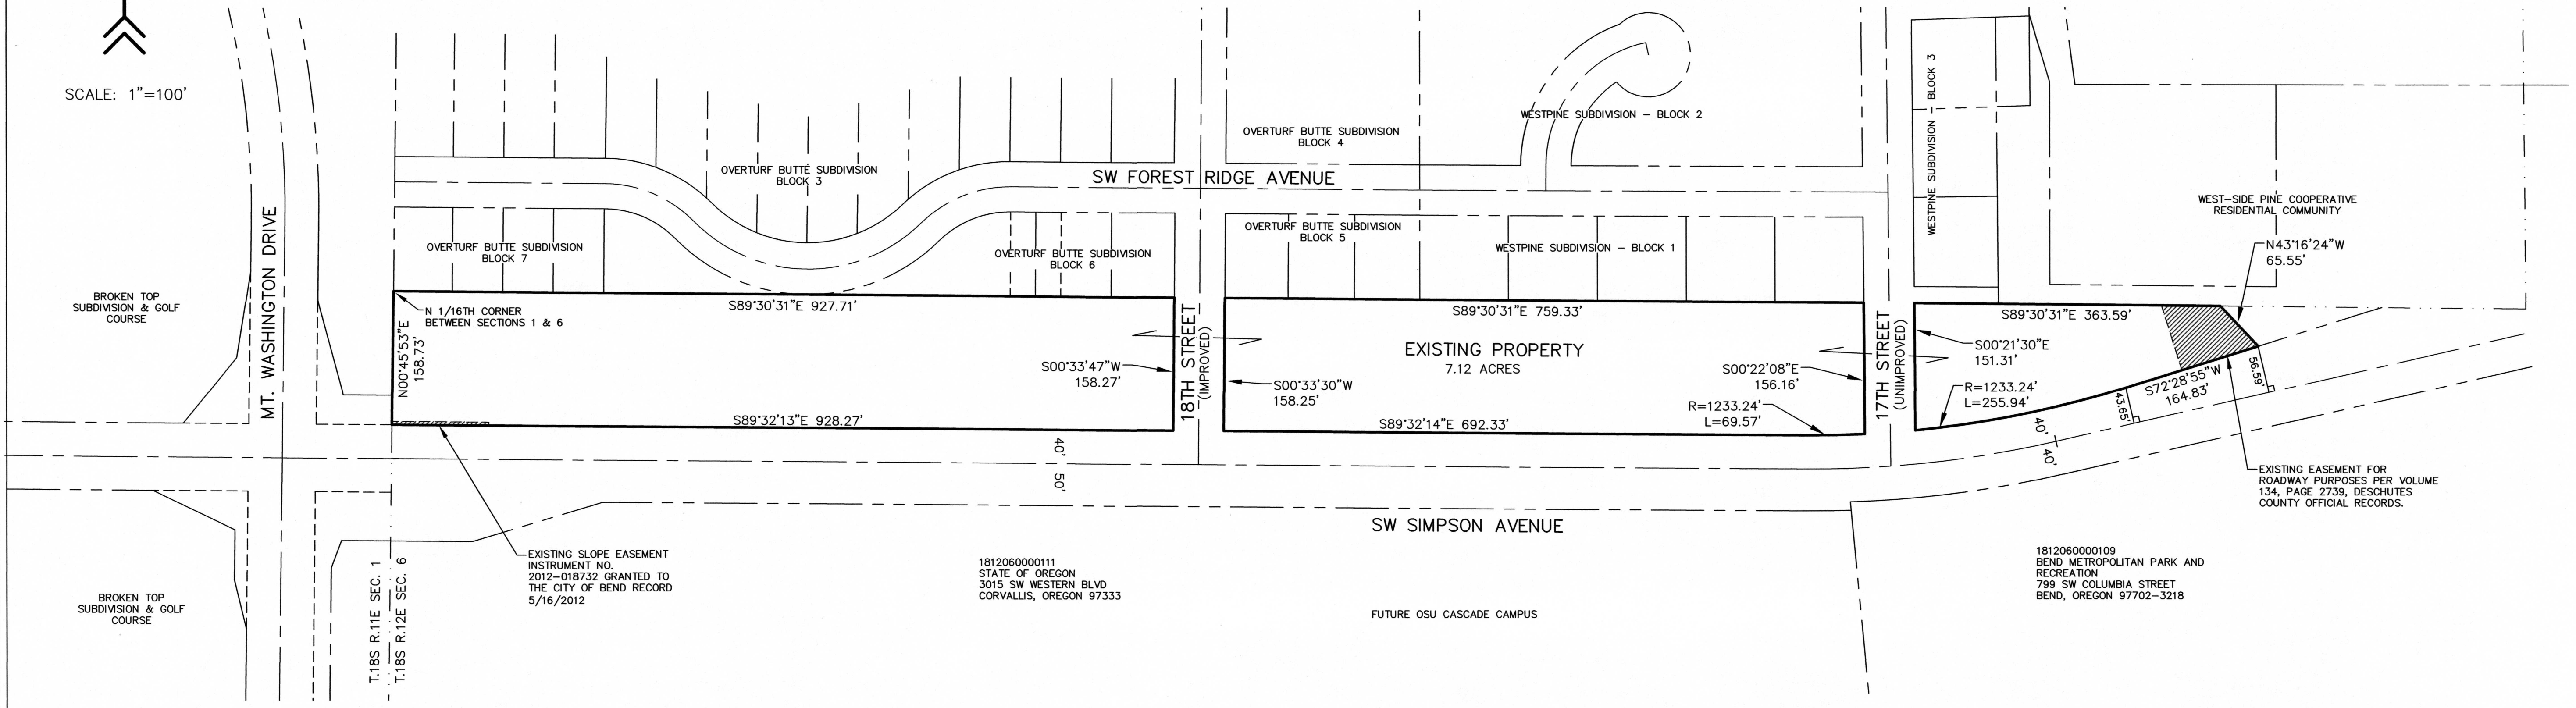 SCALE: 1"=100'
MT. WASHINGTON DRIVE
BROKEN TOP
SUBDIVISION & GOLF
COURSE
BROKEN TOP
SUBDIVISION & GOLF
COURSE
T.18S R.11E SEC. 1
T.18S R.12E SEC. 6
OVERTURF BUTTE SUBDIVISION
BLOCK 3
OVERTURF BUTTE SUBDIVISION
BLOCK 7
OVERTURF BUTTE SUBDIVISION
BLOCK 6
SW FOREST RIDGE AVENUE
OVERTURF BUTTE SUBDIVISION
BLOCK 4
OVERTURF BUTTE SUBDIVISION
BLOCK 5
WESTPINE SUBDIVISION - BLOCK 2
WESTPINE SUBDIVISION - BLOCK 1
WESTPINE SUBDIVISION - BLOCK 3
WEST-SIDE PINE COOPERATIVE
RESIDENTIAL COMMUNITY
N43°16'24"W
65.55'
N 1/16TH CORNER
BETWEEN SECTIONS 1 & 6
N00°45'53"E
158.73'
S89°30'31"E 927.71'
S00°33'47"W
158.27'
S89°32'13"E 928.27'
18TH STREET
(IMPROVED)
S00°33'30"W
158.25'
S89°30'31"E 759.33'
EXISTING PROPERTY
7.12 ACRES
S00°22'08"E
156.16'
R=1233.24'
L=69.57'
S89°32'14"E 692.33'
17TH STREET
(UNIMPROVED)
S89°30'31"E 363.59'
S00°21'30"E
151.31'
R=1233.24'
L=255.94'
S72°28'55"W
164.83'
43.65'
56.59'
40'
40'
40'
50'
SW SIMPSON AVENUE
EXISTING EASEMENT FOR
ROADWAY PURPOSES PER VOLUME
134, PAGE 2739, DESCHUTES
COUNTY OFFICIAL RECORDS.
EXISTING SLOPE EASEMENT
INSTRUMENT NO.
2012-018732 GRANTED TO
THE CITY OF BEND RECORD
5/16/2012
1812060000111
STATE OF OREGON
3015 SW WESTERN BLVD
CORVALLIS, OREGON 97333
FUTURE OSU CASCADE CAMPUS
1812060000109
BEND METROPOLITAN PARK AND
RECREATION
799 SW COLUMBIA STREET
BEND, OREGON 97702-3218